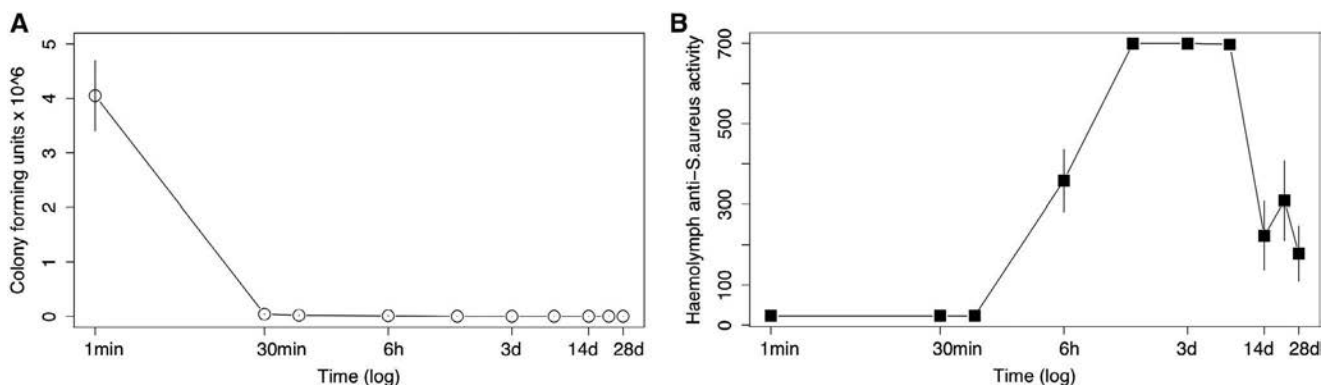 A
Colony forming units x 10^6
5
4
3
2
1
0
1min 30min 6h 3d 14d 28d
Time (log)
B
Haemolymph anti−S.aureus activity
700
500
300
100
0
1min 30min 6h 3d 14d 28d
Time (log)